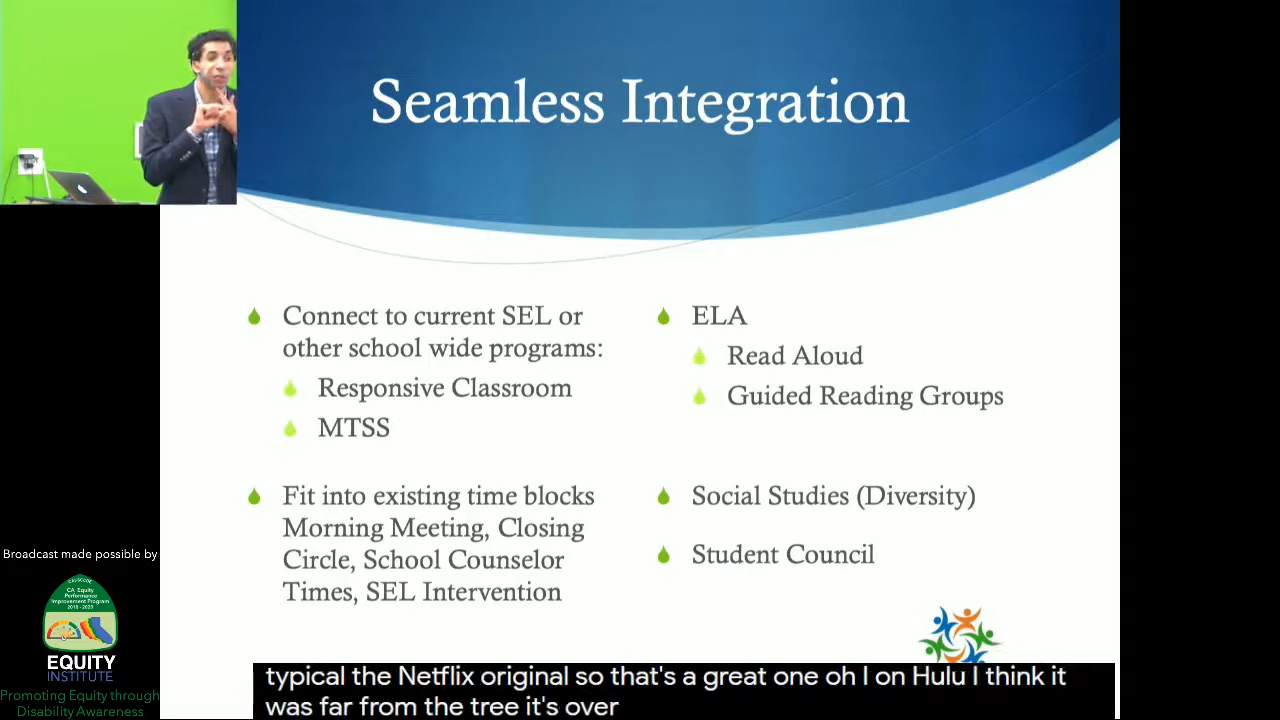 Seamless Integration
Connect to current SEL or
other school wide programs:
Responsive Classroom
MTSS
Fit into existing time blocks
Morning Meeting, Closing
Circle, School Counselor
Times, SEL Intervention
ELA
Read Aloud
Guided Reading Groups
Social Studies (Diversity)
Student Council
Broadcast made possible by
CA Equity
Performance
Improvement Program
2018 - 2020
EQUITY
INSTITUTE
Promoting Equity through
Disability Awareness
typical the Netflix original so that's a great one oh I on Hulu I think it
was far from the tree it's over